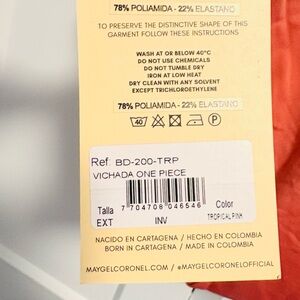 78% POLIAMIDA - 22% ELASTANO
TO PRESERVE THE DISTINCTIVE SHAPE OF THIS
GARMENT FOLLOW THESE INSTRUCTIONS
WASH AT OR BELOW 40°C
DO NOT USE CHEMICALS
DO NOT TUMBLE DRY
IRON AT LOW HEAT
DRY CLEAN WITH ANY SOLVENT
EXCEPT TRICHLOROETHYLENE
78% POLIAMIDA - 22% ELASTANO
40 P
Ref: BD-200-TRP
VICHADA ONE PIECE
7 704708 046546
Talla Color
EXT INV TROPICAL PINK
NACIDO EN CARTAGENA / HECHO EN COLOMBIA
BORN IN CARTAGENA / MADE IN COLOMBIA
MAYGELCORONEL.COM / @MAYGELCORONELOFFICIAL